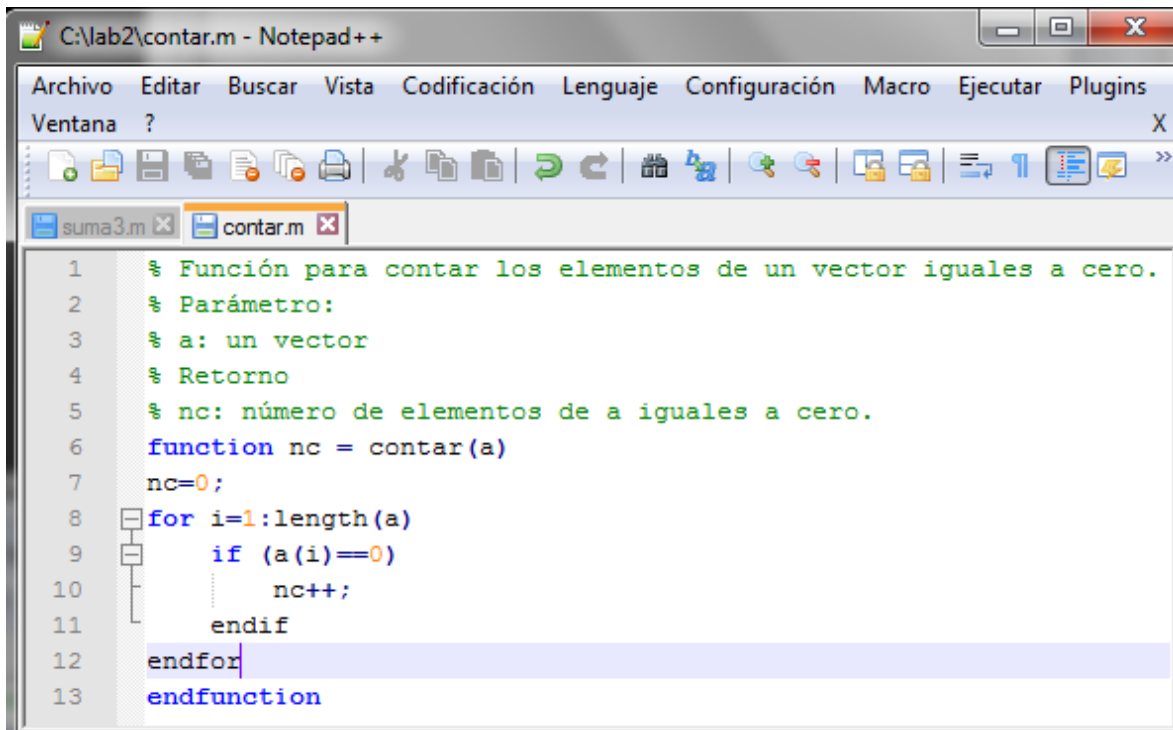 C:\lab2\contar.m - Notepad++
Archivo Editar Buscar Vista Codificación Lenguaje Configuración Macro Ejecutar Plugins
Ventana ? X
suma3.m contar.m
1 % Función para contar los elementos de un vector iguales a cero.
2 % Parámetro:
3 % a: un vector
4 % Retorno
5 % nc: número de elementos de a iguales a cero.
6 function nc = contar(a)
7 nc=0;
8 for i=1:length(a)
9 if (a(i)==0)
10 nc++;
11 endif
12 endfor
13 endfunction